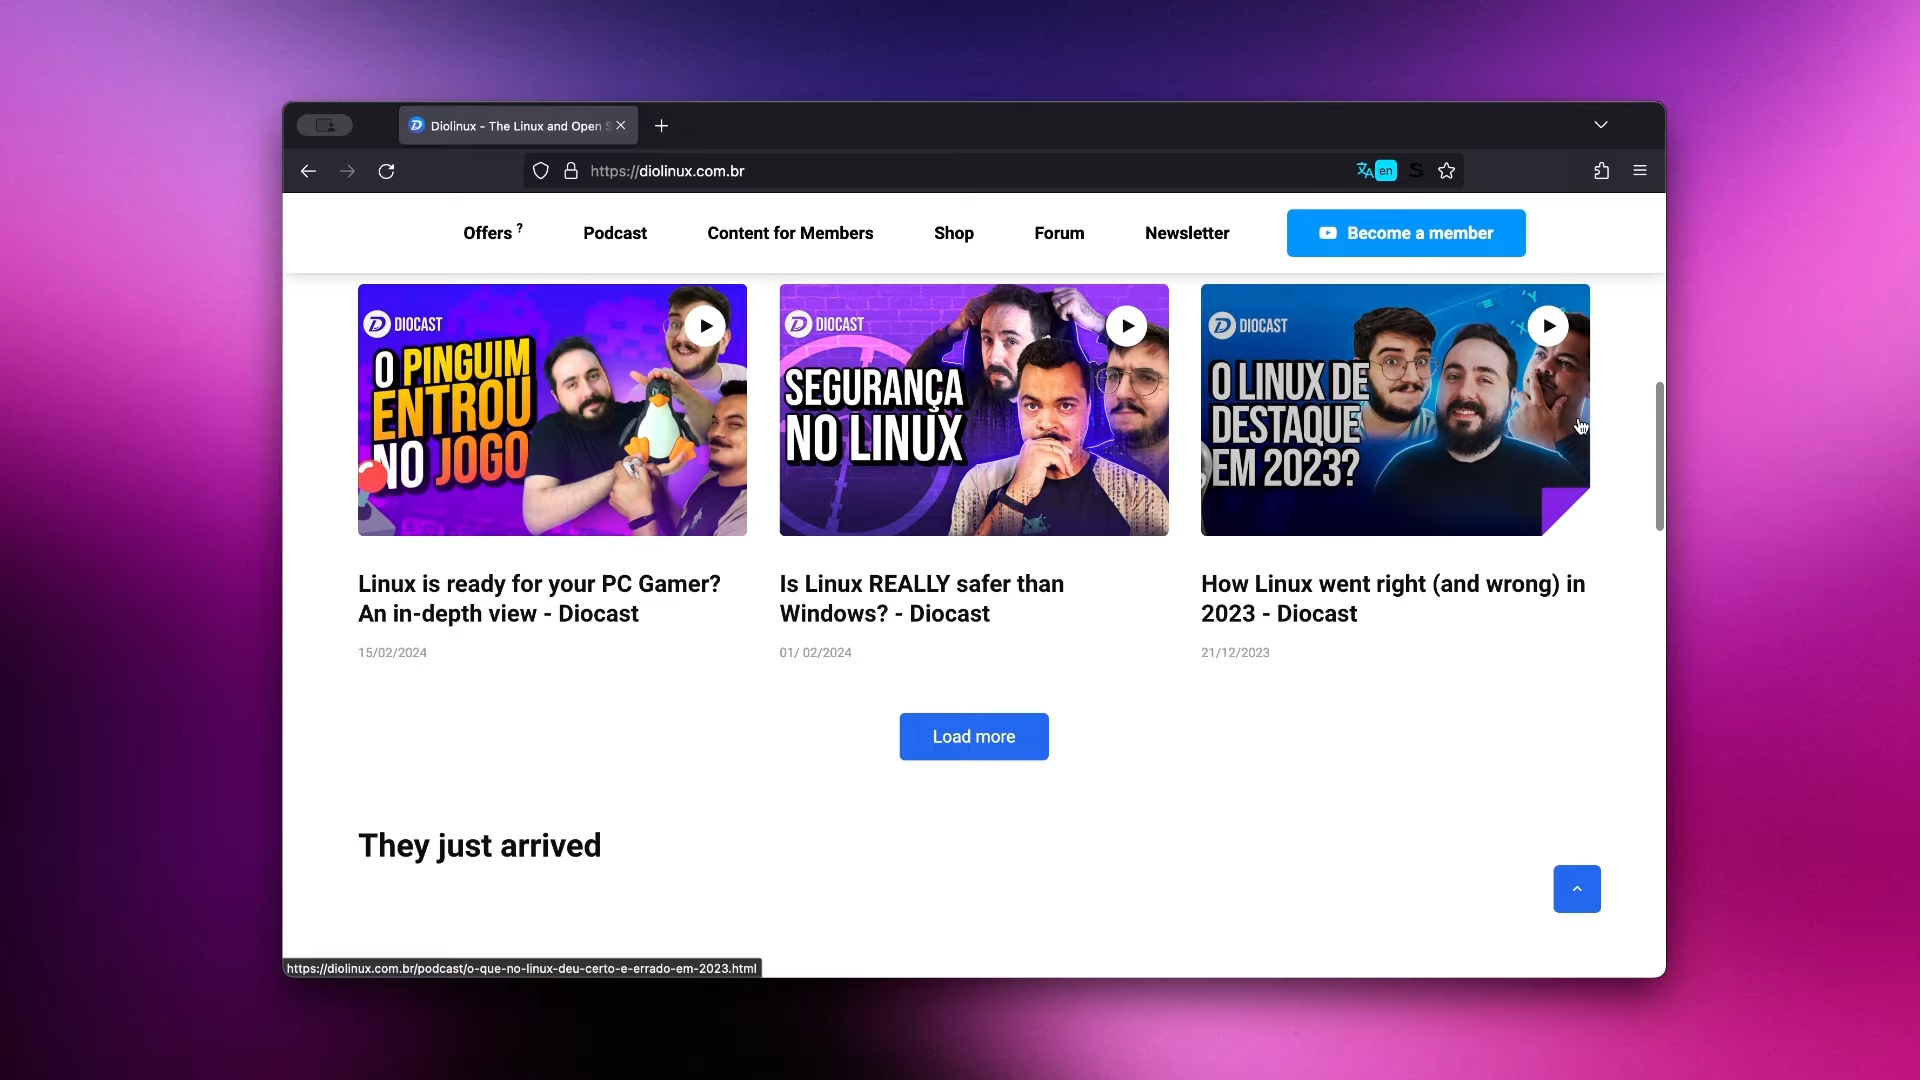 Diolinux - The Linux and Open S
https://diolinux.com.br
en
S
Offers ?
Podcast
Content for Members
Shop
Forum
Newsletter
Become a member
DIOCAST
O PINGUIM
ENTROU
NO JOGO
DIOCAST
SEGURANÇA
NO LINUX
DIOCAST
O LINUX DE
DESTAQUE
EM 2023?
Linux is ready for your PC Gamer?
An in-depth view - Diocast
15/02/2024
Is Linux REALLY safer than
Windows? - Diocast
01/ 02/2024
How Linux went right (and wrong) in
2023 - Diocast
21/12/2023
Load more
They just arrived
https://diolinux.com.br/podcast/o-que-no-linux-deu-certo-e-errado-em-2023.html